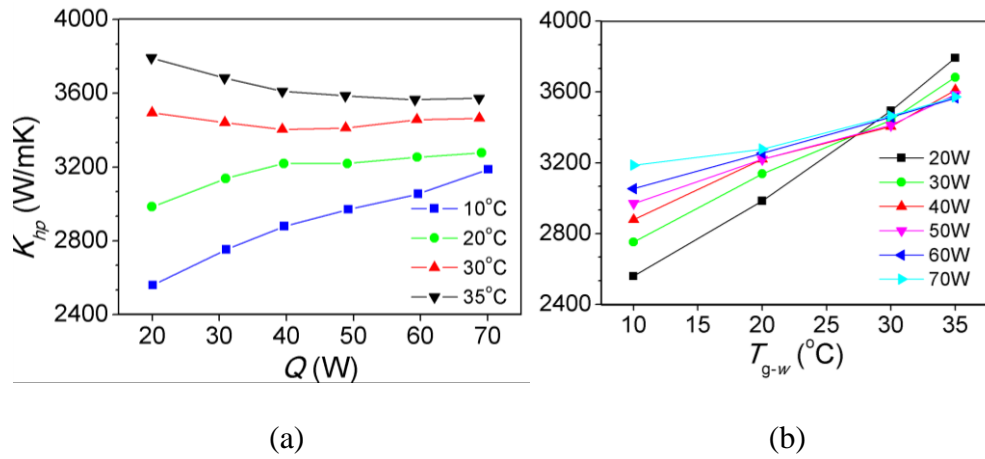 4000
3600
3200
2800
2400
K_hp (W/mK)
10°C
20°C
30°C
35°C
20 30 40 50 60 70
Q (W)
(a)
4000
3600
3200
2800
2400
20W
30W
40W
50W
60W
70W
10 15 20 25 30 35
T_g-w (°C)
(b)